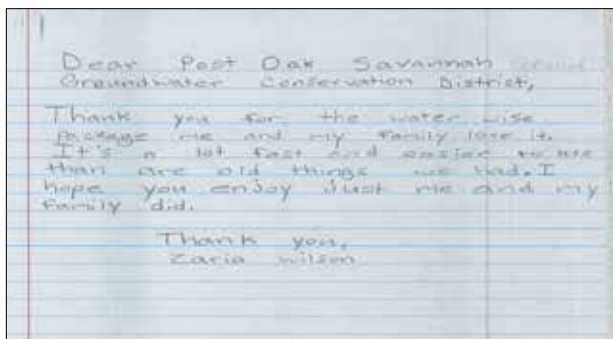 Dear Post Oak Savannah
Groundwater Conservation District,
Thank you for the water wise
package me and my family love it.
It's a lot fast and easier to use
than are old things we had. I
hope you enjoy Just me and my
family did.
Thank you,
Zaria Wilson